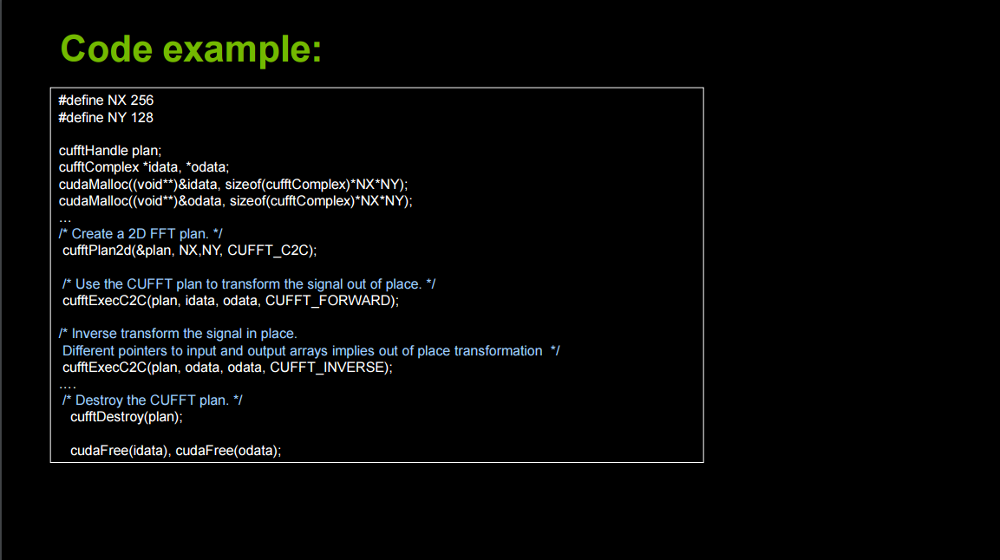 Code example:
#define NX 256
#define NY 128
cufftHandle plan;
cufftComplex *idata, *odata;
cudaMalloc((void**)&idata, sizeof(cufftComplex)*NX*NY);
cudaMalloc((void**)&odata, sizeof(cufftComplex)*NX*NY);
…
/* Create a 2D FFT plan. */
cufftPlan2d(&plan, NX,NY, CUFFT_C2C);
/* Use the CUFFT plan to transform the signal out of place. */
cufftExecC2C(plan, idata, odata, CUFFT_FORWARD);
/* Inverse transform the signal in place.
Different pointers to input and output arrays implies out of place transformation */
cufftExecC2C(plan, odata, odata, CUFFT_INVERSE);
….
/* Destroy the CUFFT plan. */
cufftDestroy(plan);
cudaFree(idata), cudaFree(odata);